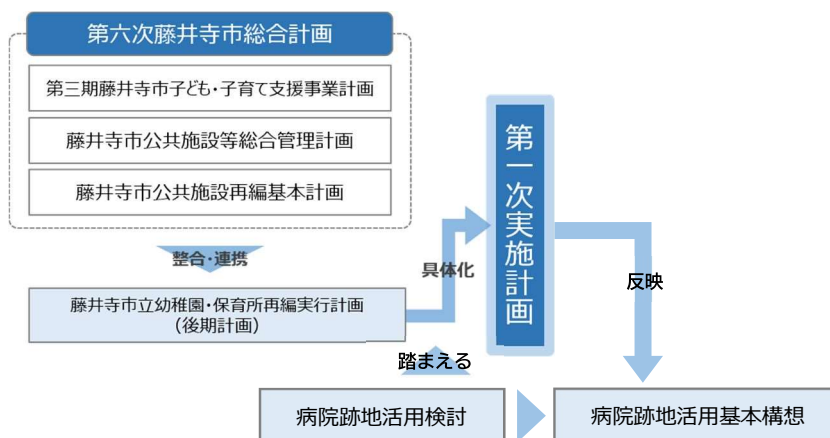 第六次藤井寺市総合計画
第三期藤井寺市子ども・子育て支援事業計画
藤井寺市公共施設等総合管理計画
藤井寺市公共施設再編基本計画
整合・連携
藤井寺市立幼稚園・保育所再編実行計画
(後期計画)
具体化
第一次実施計画
反映
踏まえる
病院跡地活用検討
病院跡地活用基本構想